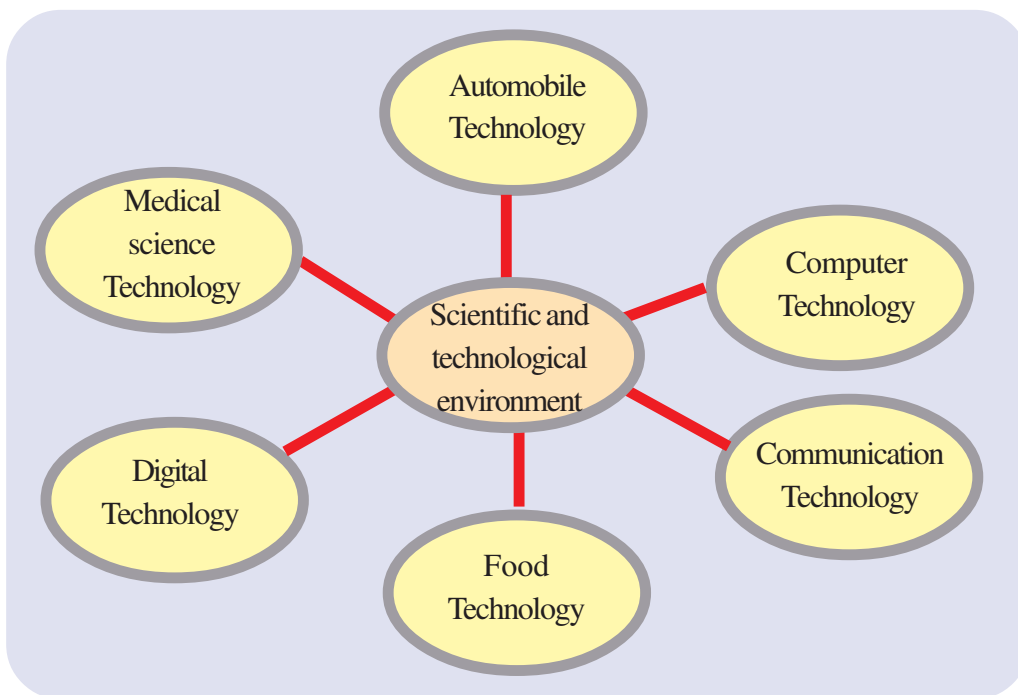 Automobile
Technology
Medical
science
Technology
Computer
Technology
Scientific and
technological
environment
Digital
Technology
Communication
Technology
Food
Technology